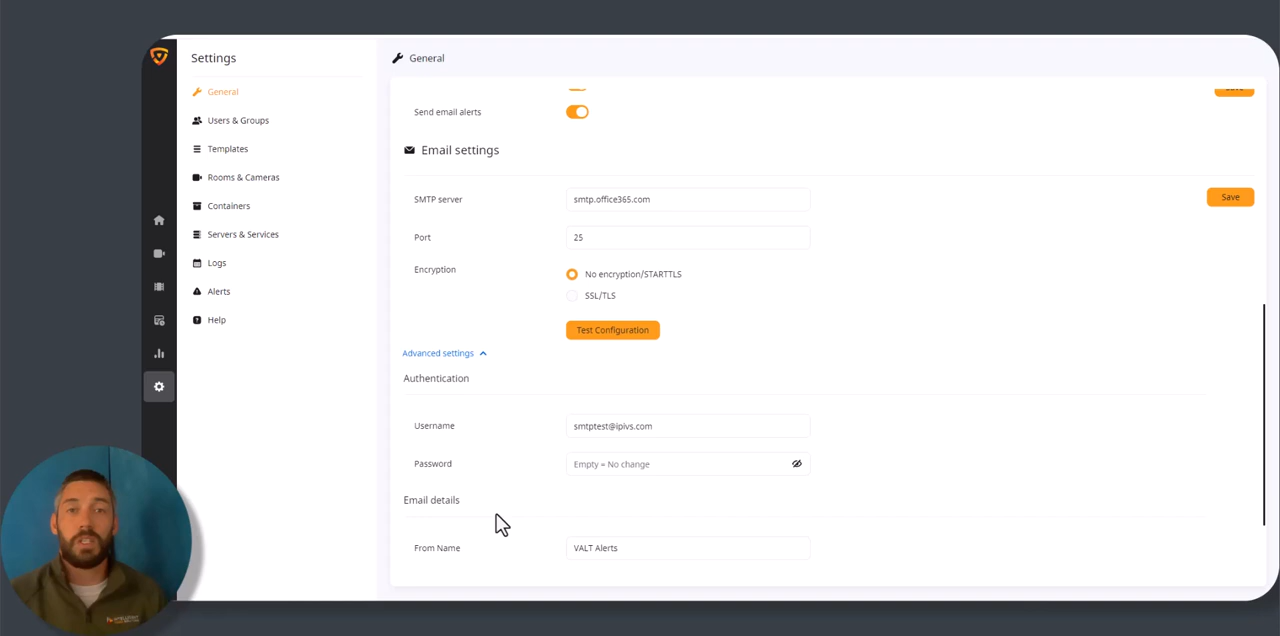 Settings
General
General
Users & Groups
Templates
Rooms & Cameras
Containers
Servers & Services
Logs
Alerts
Help
Send email alerts
Email settings
SMTP server
smtp.office365.com
Save
Port
25
Encryption
No encryption/STARTTLS
SSL/TLS
Test Configuration
Advanced settings
Authentication
Username
smtptest@ipivs.com
Password
Empty = No change
Email details
From Name
VALT Alerts